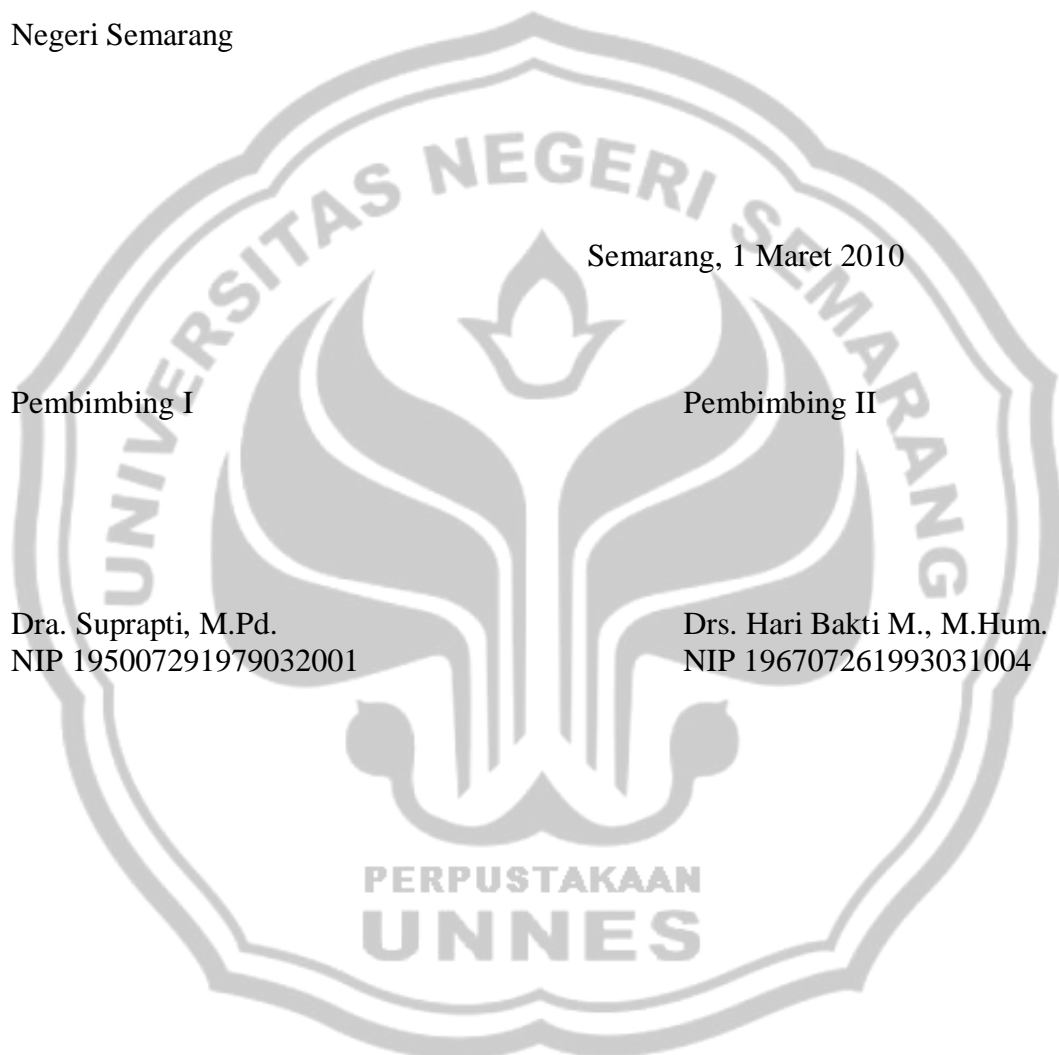 Negeri Semarang
UNIVERSITAS NEGERI SEMARANG
Semarang, 1 Maret 2010
Pembimbing I Pembimbing II
Dra. Suprapti, M.Pd. Drs. Hari Bakti M., M.Hum.
NIP 195007291979032001 NIP 196707261993031004
PERPUSTAKAAN
UNNES